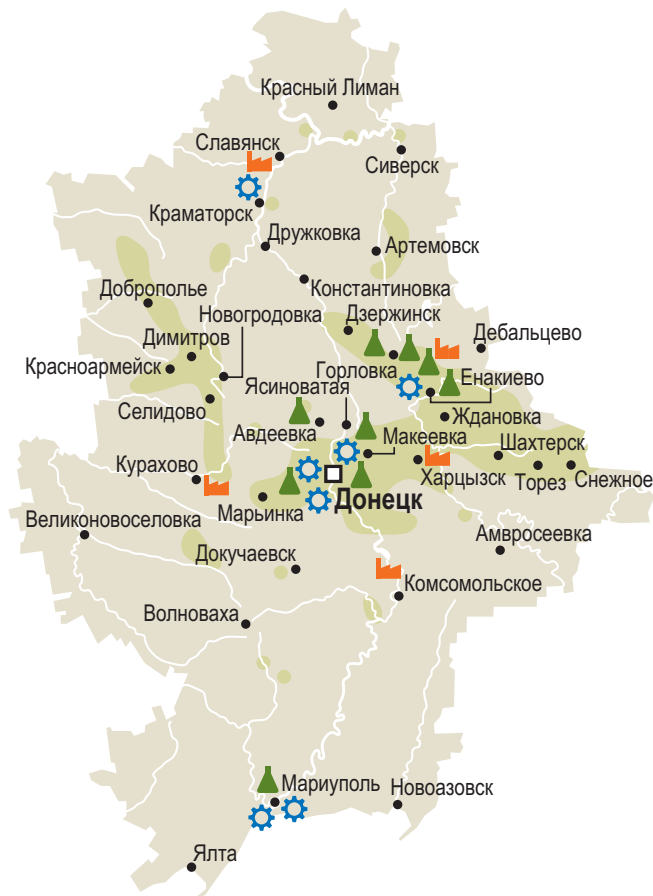 Красный Лиман
Славянск
Сиверск
Краматорск
Дружковка
Артемовск
Константиновка
Доброполье
Новогродовка
Дзержинск
Димитров
Дебальцево
Красноармейск
Горловка
Ясиноватая
Енакиево
Селидово
Ждановка
Авдеевка
Макеевка
Шахтерск
Курахово
Харцызск
Торез
Снежное
Марьинка
Донецк
Великоновоселовка
Амвросеевка
Докучаевск
Комсомольское
Волноваха
Мариуполь
Новоазовск
Ялта